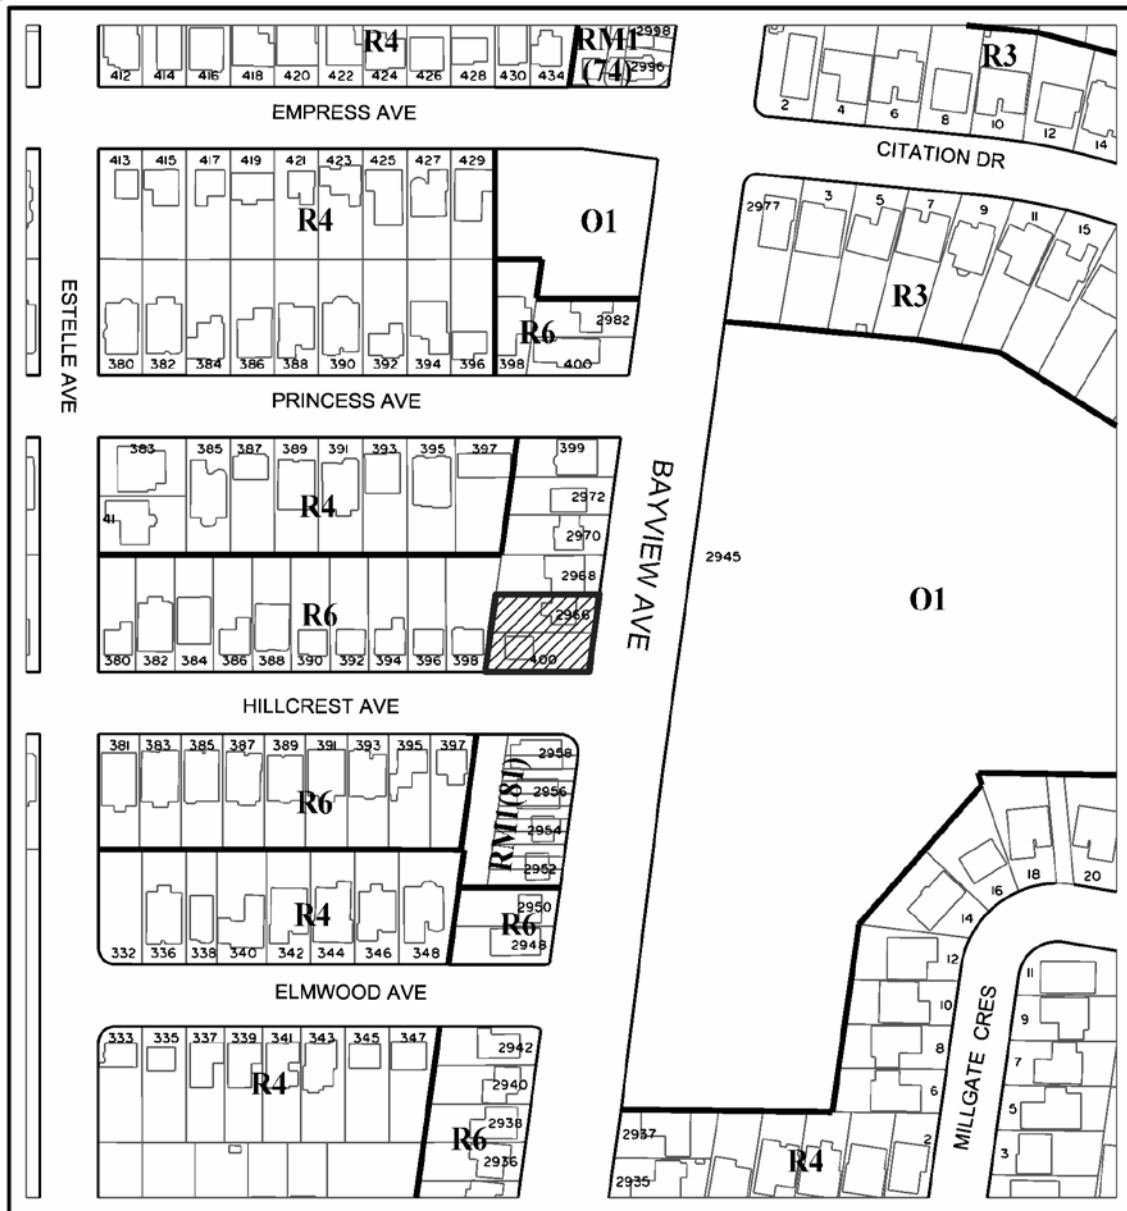 R4 RM1 2998 R3
(74) 2996
412 414 416 418 420 422 424 426 428 430 434
2 4 6 8 10 12 14
EMPRESS AVE
CITATION DR
413 415 417 419 421 423 425 427 429
R4 O1
2977 3 5 7 9 11 15
R3
ESTELLE AVE
R6 2982
380 382 384 386 388 390 392 394 396 398 400
PRINCESS AVE
383 385 387 389 391 393 395 397 399
R4
41
2972
2970
2968
BAYVIEW AVE
2945
O1
R6
2966
380 382 384 386 388 390 392 394 396 398 400
HILLCREST AVE
381 383 385 387 389 391 393 395 397
R6
RM1(81)
2958
2956
2954
2952
R4
R6
2950
2948
332 336 338 340 342 344 346 348
ELMWOOD AVE
333 335 337 339 341 343 345 347
R4
R6
2942
2940
2938
2936
18 20
16
14
12
10
8
6
2
MILLGATE CRES
11
9
7
5
3
2937
2935
R4